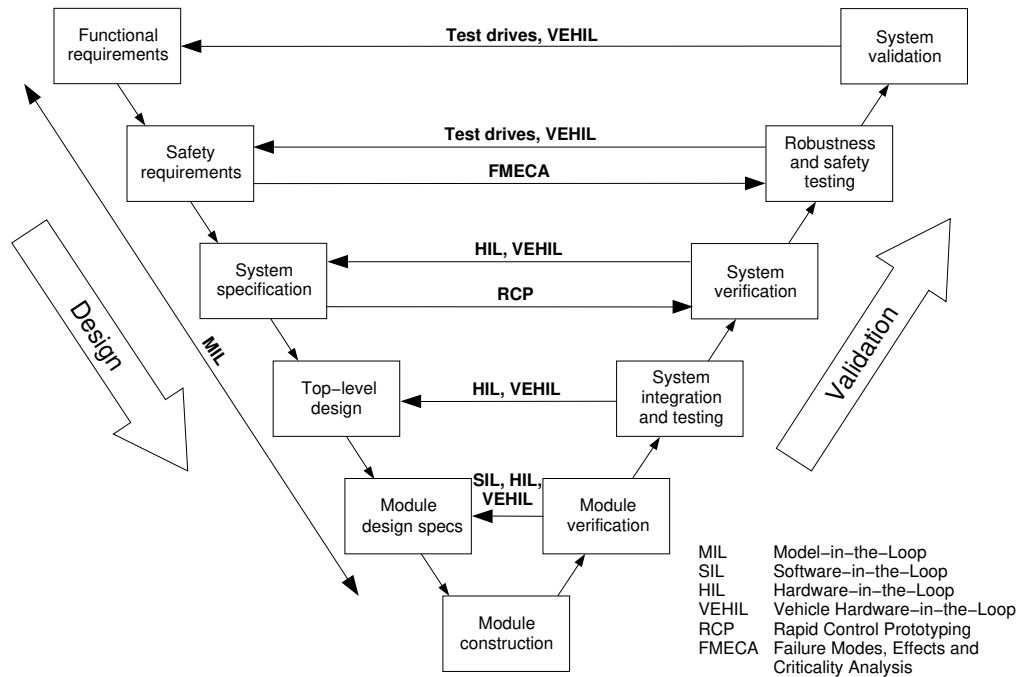 Functional
requirements
Test drives, VEHIL
System
validation
Safety
requirements
Test drives, VEHIL
FMECA
Robustness
and safety
testing
System
specification
HIL, VEHIL
RCP
System
verification
Design
MIL
Validation
Top−level
design
HIL, VEHIL
System
integration
and testing
Module
design specs
SIL, HIL,
VEHIL
Module
verification
Module
construction
MIL Model−in−the−Loop
SIL Software−in−the−Loop
HIL Hardware−in−the−Loop
VEHIL Vehicle Hardware−in−the−Loop
RCP Rapid Control Prototyping
FMECA Failure Modes, Effects and
Criticality Analysis